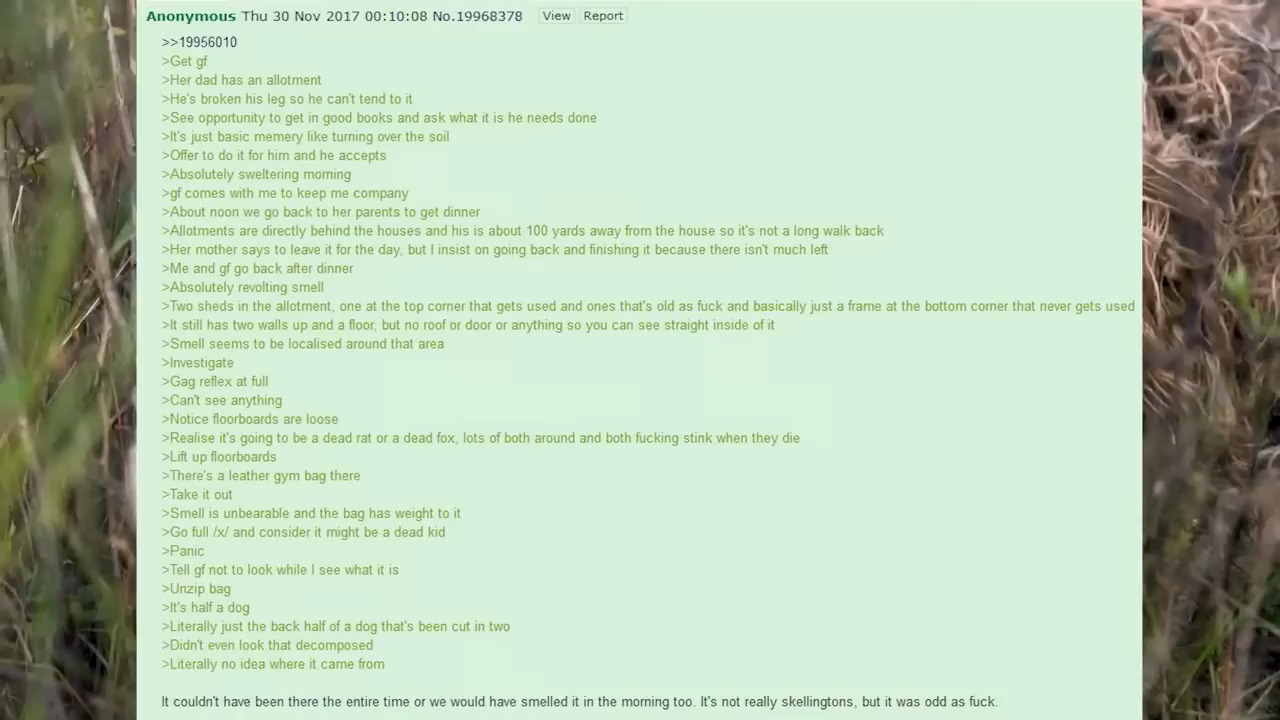 Anonymous Thu 30 Nov 2017 00:10:08 No.19968378 View Report
>>19956010
>Get gf
>Her dad has an allotment
>He's broken his leg so he can't tend to it
>See opportunity to get in good books and ask what it is he needs done
>It's just basic memery like turning over the soil
>Offer to do it for him and he accepts
>Absolutely sweltering morning
>gf comes with me to keep me company
>About noon we go back to her parents to get dinner
>Allotments are directly behind the houses and his is about 100 yards away from the house so it's not a long walk back
>Her mother says to leave it for the day, but I insist on going back and finishing it because there isn't much left
>Me and gf go back after dinner
>Absolutely revolting smell
>Two sheds in the allotment, one at the top corner that gets used and ones that's old as fuck and basically just a frame at the bottom corner that never gets used
>It still has two walls up and a floor, but no roof or door or anything so you can see straight inside of it
>Smell seems to be localised around that area
>Investigate
>Gag reflex at full
>Can't see anything
>Notice floorboards are loose
>Realise it's going to be a dead rat or a dead fox, lots of both around and both fucking stink when they die
>Lift up floorboards
>There's a leather gym bag there
>Take it out
>Smell is unbearable and the bag has weight to it
>Go full /x/ and consider it might be a dead kid
>Panic
>Tell gf not to look while I see what it is
>Unzip bag
>It's half a dog
>Literally just the back half of a dog that's been cut in two
>Didn't even look that decomposed
>Literally no idea where it came from
It couldn't have been there the entire time or we would have smelled it in the morning too. It's not really skellingtons, but it was odd as fuck.